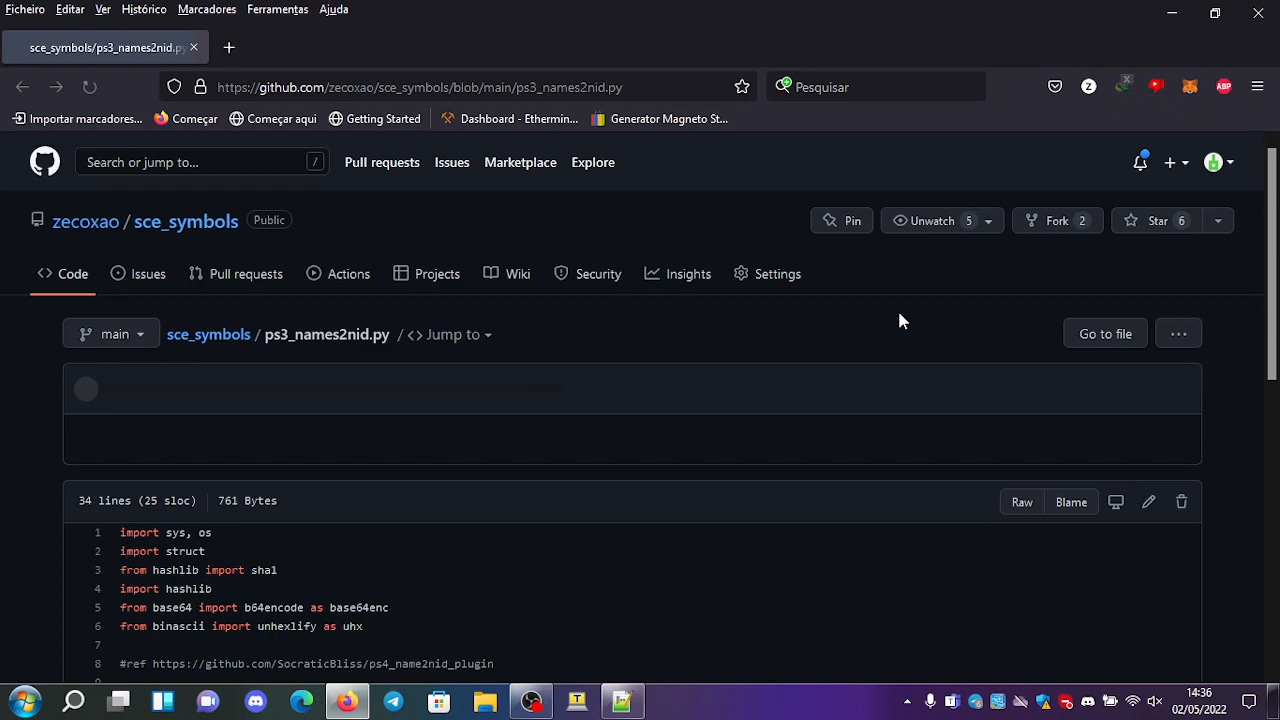 Ficheiro Editar Ver Histórico Marcadores Ferramentas Ajuda
sce_symbols/ps3_names2nid.py
https://github.com/zecoxao/sce_symbols/blob/main/ps3_names2nid.py
Pesquisar
Importar marcadores... Começar Começar aqui Getting Started Dashboard - Ethermin... Generator Magneto St...
Search or jump to... / Pull requests Issues Marketplace Explore
zecoxao / sce_symbols Public Pin Unwatch 5 Fork 2 Star 6
Code Issues Pull requests Actions Projects Wiki Security Insights Settings
main sce_symbols / ps3_names2nid.py / <> Jump to Go to file ...
34 lines (25 sloc) 761 Bytes Raw Blame
1 import sys, os
2 import struct
3 from hashlib import sha1
4 import hashlib
5 from base64 import b64encode as base64enc
6 from binascii import unhexlify as uhx
7
8 #ref https://github.com/SocraticBliss/ps4_name2nid_plugin
14:36
02/05/2022